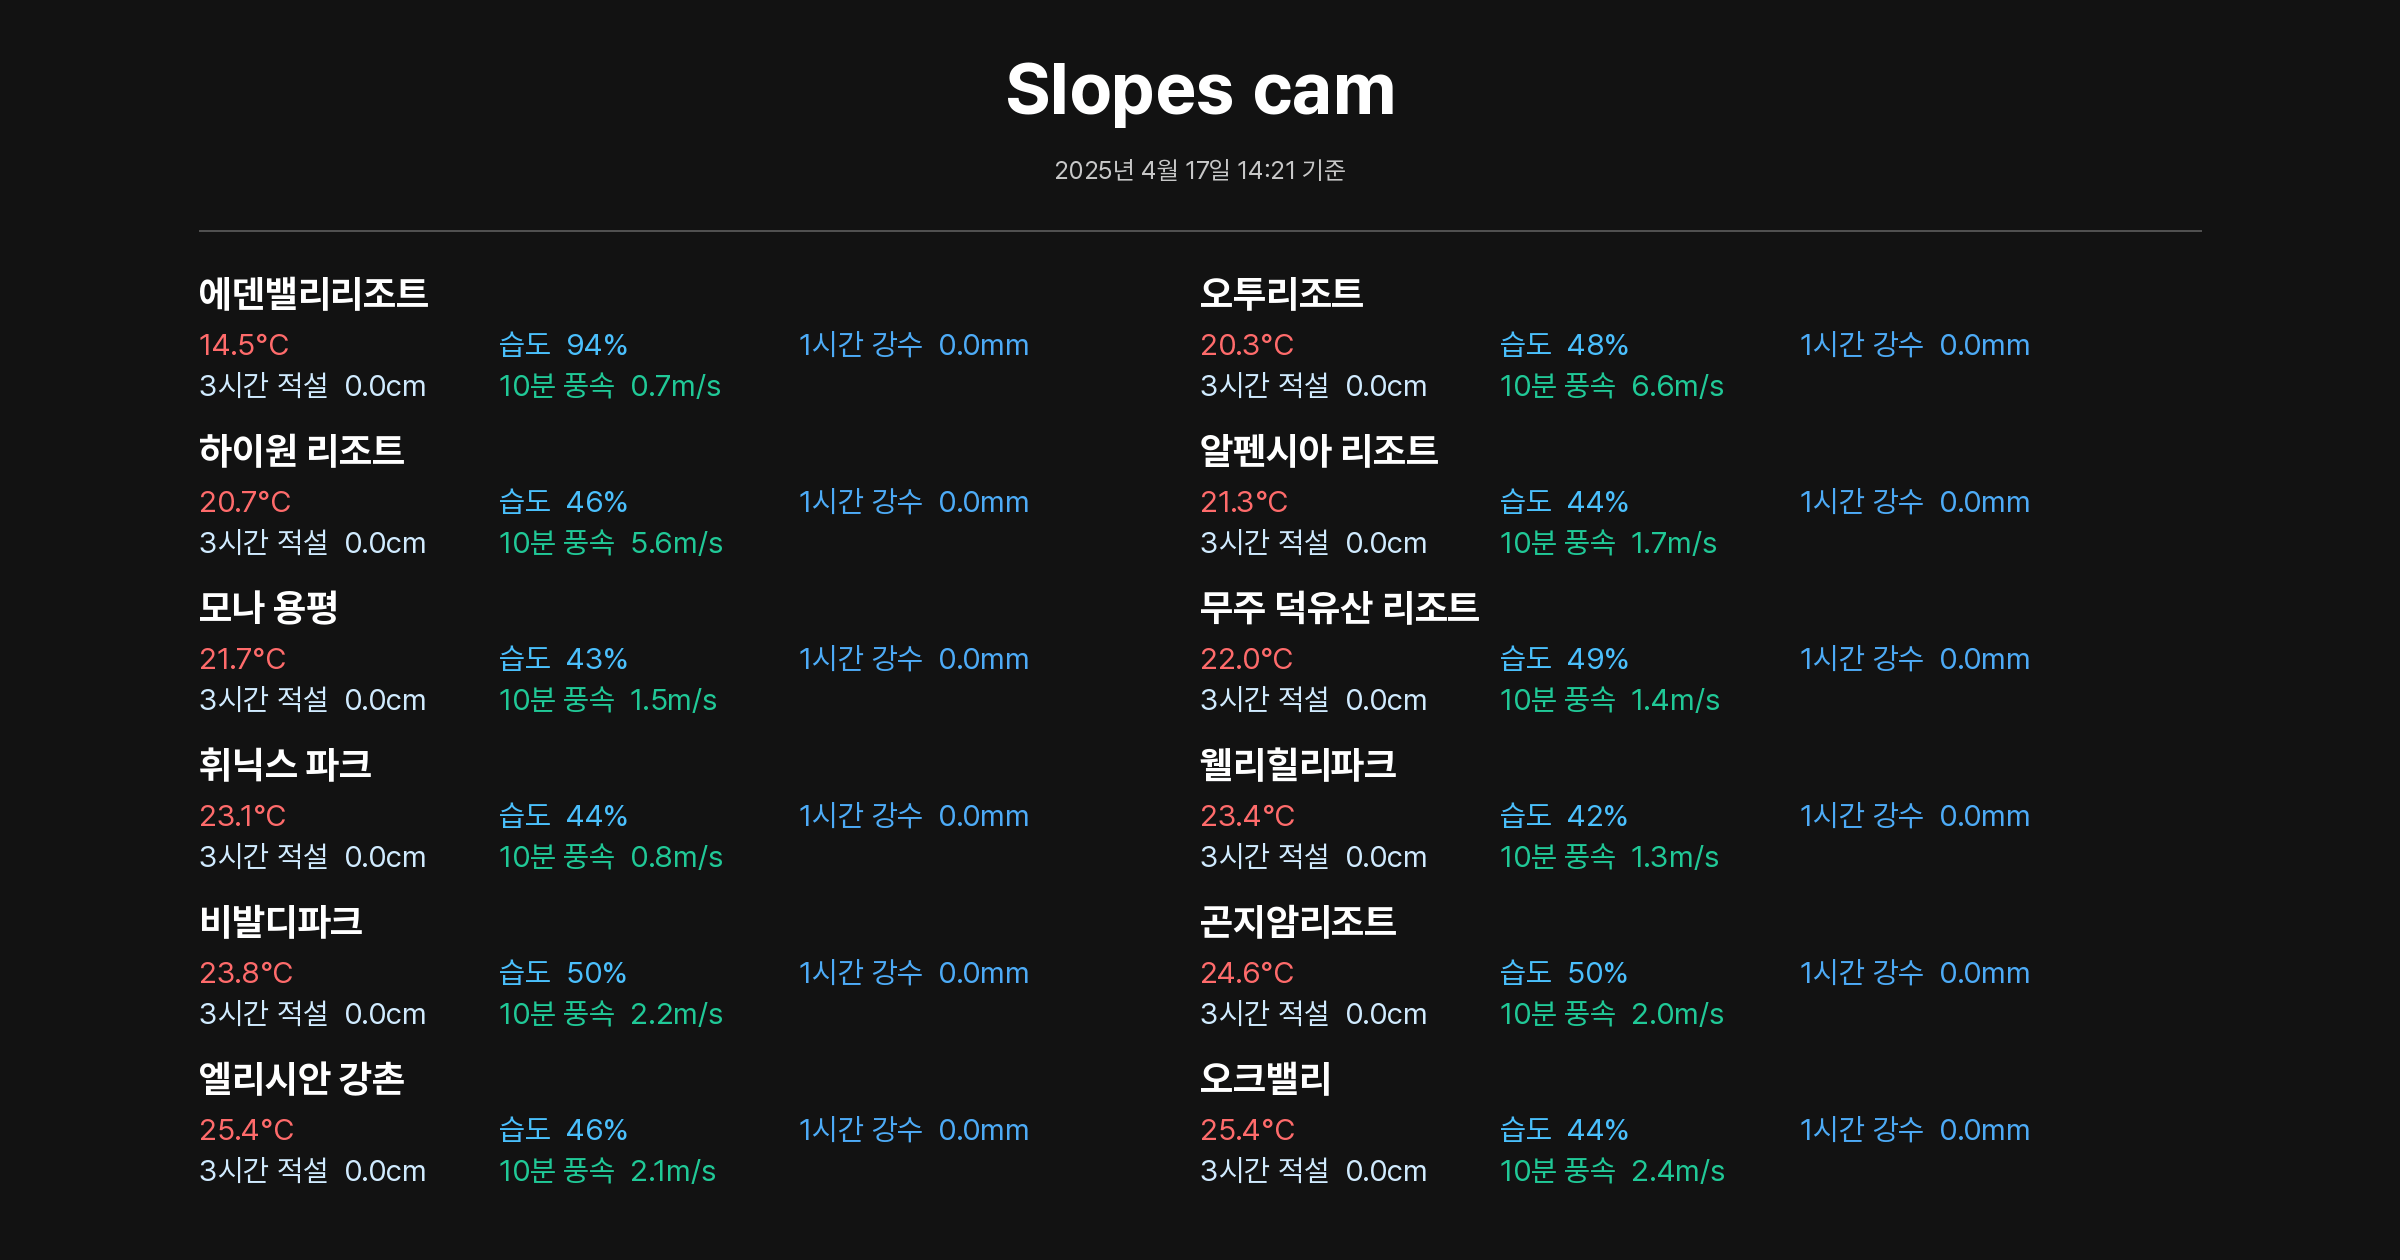 Slopes cam
2025년 4월 17일 14:21 기준
에덴밸리리조트
14.5°C 습도 94% 1시간 강수 0.0mm
3시간 적설 0.0cm 10분 풍속 0.7m/s
오투리조트
20.3°C 습도 48% 1시간 강수 0.0mm
3시간 적설 0.0cm 10분 풍속 6.6m/s
하이원 리조트
20.7°C 습도 46% 1시간 강수 0.0mm
3시간 적설 0.0cm 10분 풍속 5.6m/s
알펜시아 리조트
21.3°C 습도 44% 1시간 강수 0.0mm
3시간 적설 0.0cm 10분 풍속 1.7m/s
모나 용평
21.7°C 습도 43% 1시간 강수 0.0mm
3시간 적설 0.0cm 10분 풍속 1.5m/s
무주 덕유산 리조트
22.0°C 습도 49% 1시간 강수 0.0mm
3시간 적설 0.0cm 10분 풍속 1.4m/s
휘닉스 파크
23.1°C 습도 44% 1시간 강수 0.0mm
3시간 적설 0.0cm 10분 풍속 0.8m/s
웰리힐리파크
23.4°C 습도 42% 1시간 강수 0.0mm
3시간 적설 0.0cm 10분 풍속 1.3m/s
비발디파크
23.8°C 습도 50% 1시간 강수 0.0mm
3시간 적설 0.0cm 10분 풍속 2.2m/s
곤지암리조트
24.6°C 습도 50% 1시간 강수 0.0mm
3시간 적설 0.0cm 10분 풍속 2.0m/s
엘리시안 강촌
25.4°C 습도 46% 1시간 강수 0.0mm
3시간 적설 0.0cm 10분 풍속 2.1m/s
오크밸리
25.4°C 습도 44% 1시간 강수 0.0mm
3시간 적설 0.0cm 10분 풍속 2.4m/s